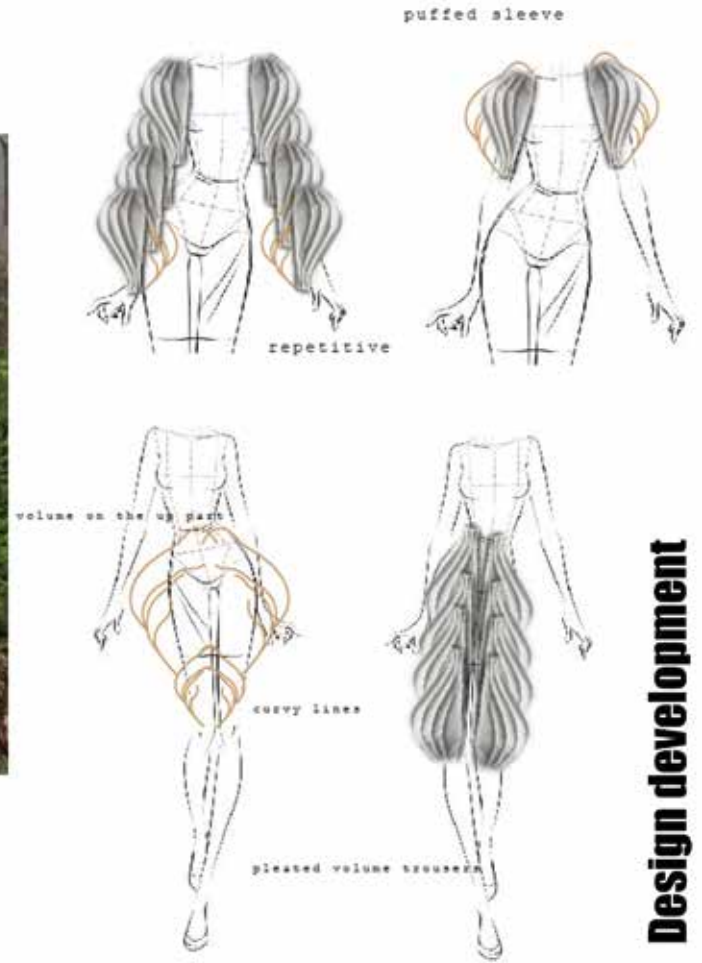 puffed sleeve
repetitive
volume on the up part
curvy lines
pleated volume trousers
Design development